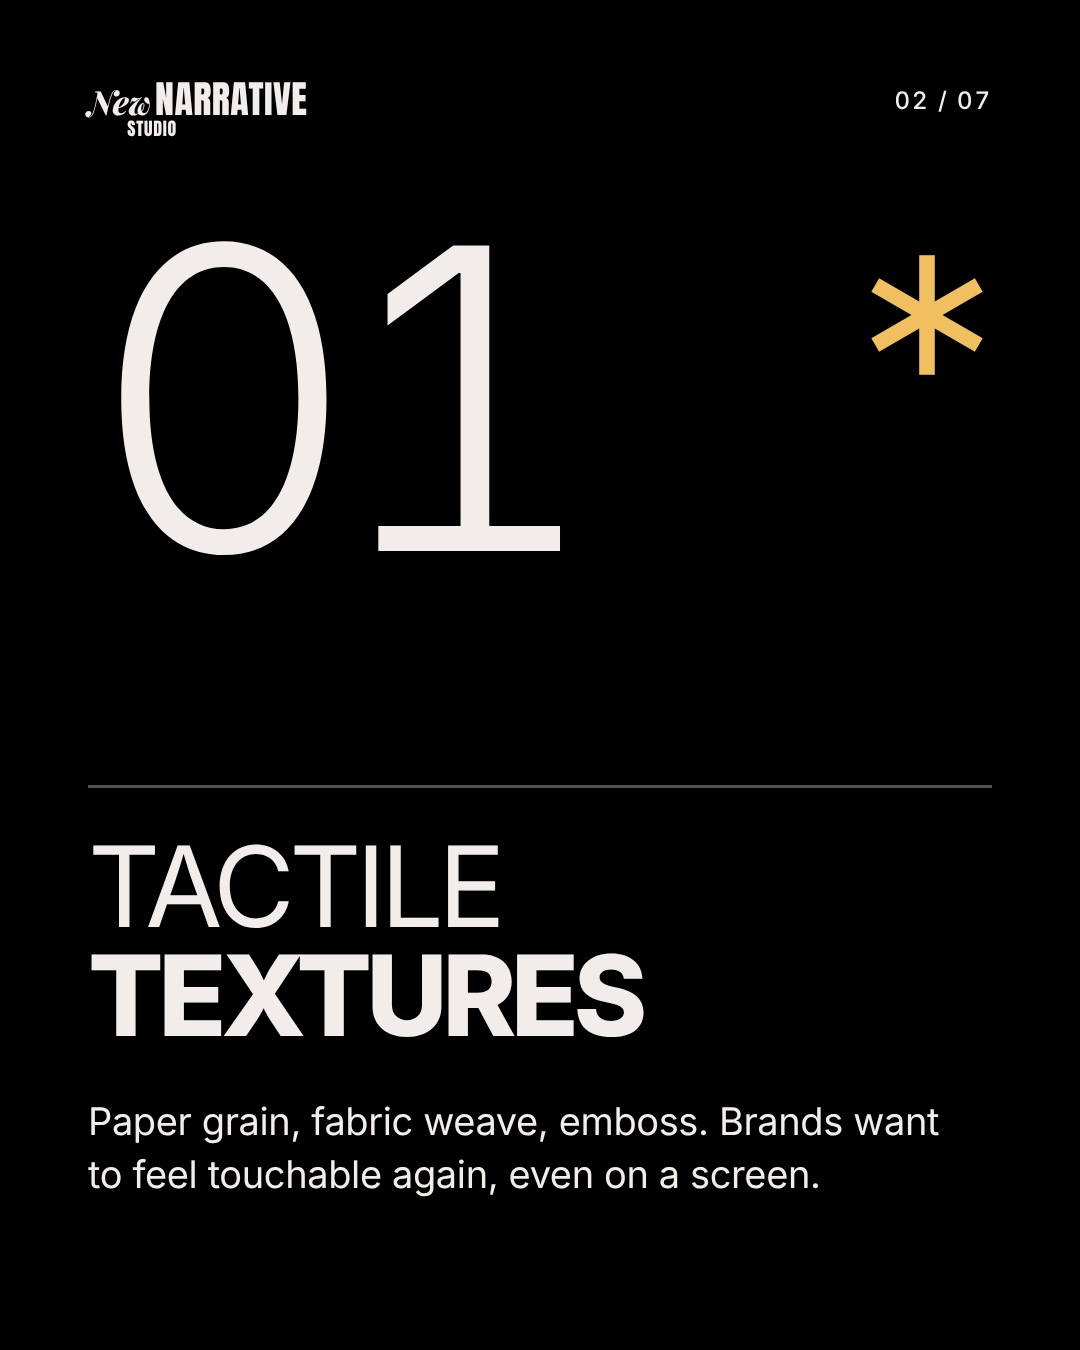 New NARRATIVE
STUDIO
02 / 07
01
*
TACTILE
TEXTURES
Paper grain, fabric weave, emboss. Brands want
to feel touchable again, even on a screen.